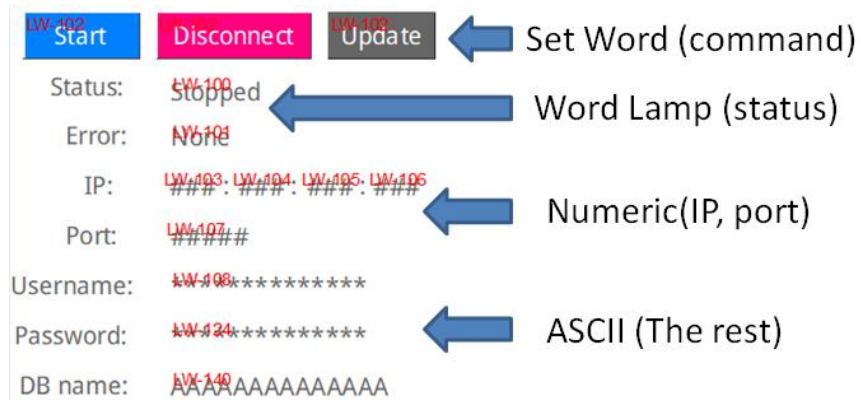 LW-102 LW-102 LW-102
Start Disconnect Update Set Word (command)
LW-100
Status: Stopped
Word Lamp (status)
LW-101
Error: None
LW-103 LW-104 LW-105 LW-106
IP: ### : ### : ### : ###
Numeric(IP, port)
LW-107
Port: #####
LW-108
Username: **************
LW-124
Password: ************** ASCII (The rest)
LW-140
DB name: AAAAAAAAAAAAAA